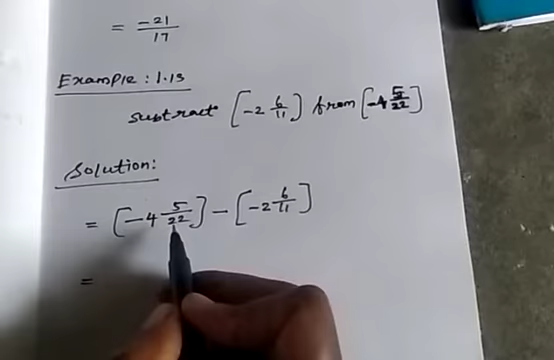 = -21/17
Example: 1.13
subtract [-2 6/11] from [-4 5/22]
Solution:
= [-4 5/22] - [-2 6/11]
=